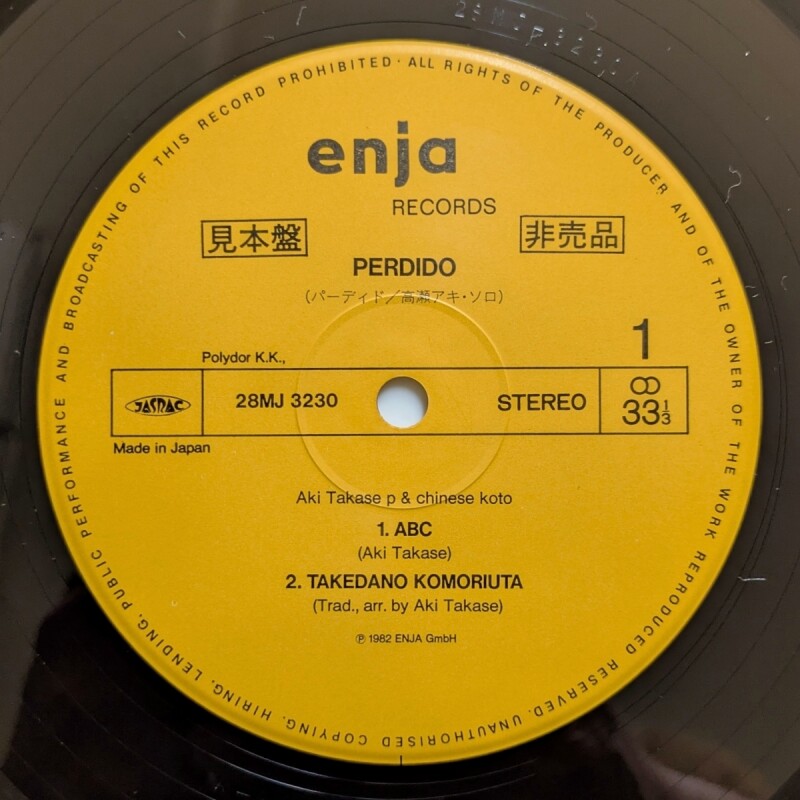 PUBLIC PERFORMANCE AND BROADCASTING OF THIS RECORD PROHIBITED · ALL RIGHTS OF THE PRODUCER AND OF THE OWNER OF THE WORK REPRODUCED RESERVED. UNAUTHORISED COPYING, HIRING, LENDING,
enja
RECORDS
見本盤
非売品
PERDIDO
(パーディド/高瀬アキ・ソロ)
1
Polydor K.K.,
JASRAC
28MJ 3230
STEREO
33 1/3
Made in Japan
Aki Takase p & chinese koto
1. ABC
(Aki Takase)
2. TAKEDANO KOMORIUTA
(Trad., arr. by Aki Takase)
℗ 1982 ENJA GmbH